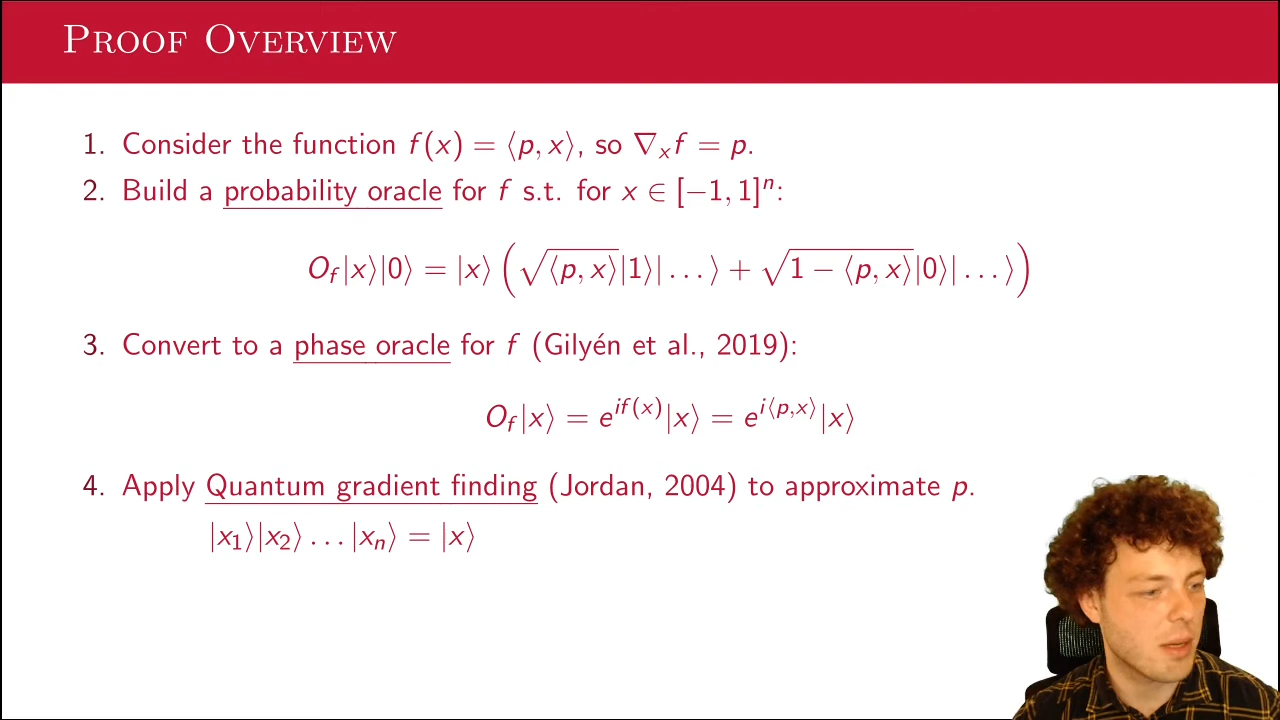 Proof Overview
1. Consider the function f(x) = ⟨p, x⟩, so ∇ₓf = p.
2. Build a probability oracle for f s.t. for x ∈ [−1, 1]ⁿ:
O_f|x⟩|0⟩ = |x⟩ (√⟨p, x⟩|1⟩| . . . ⟩ + √1 − ⟨p, x⟩|0⟩| . . . ⟩)
3. Convert to a phase oracle for f (Gilyén et al., 2019):
O_f|x⟩ = e^{if(x)}|x⟩ = e^{i⟨p,x⟩}|x⟩
4. Apply Quantum gradient finding (Jordan, 2004) to approximate p.
|x₁⟩|x₂⟩ . . . |xₙ⟩ = |x⟩